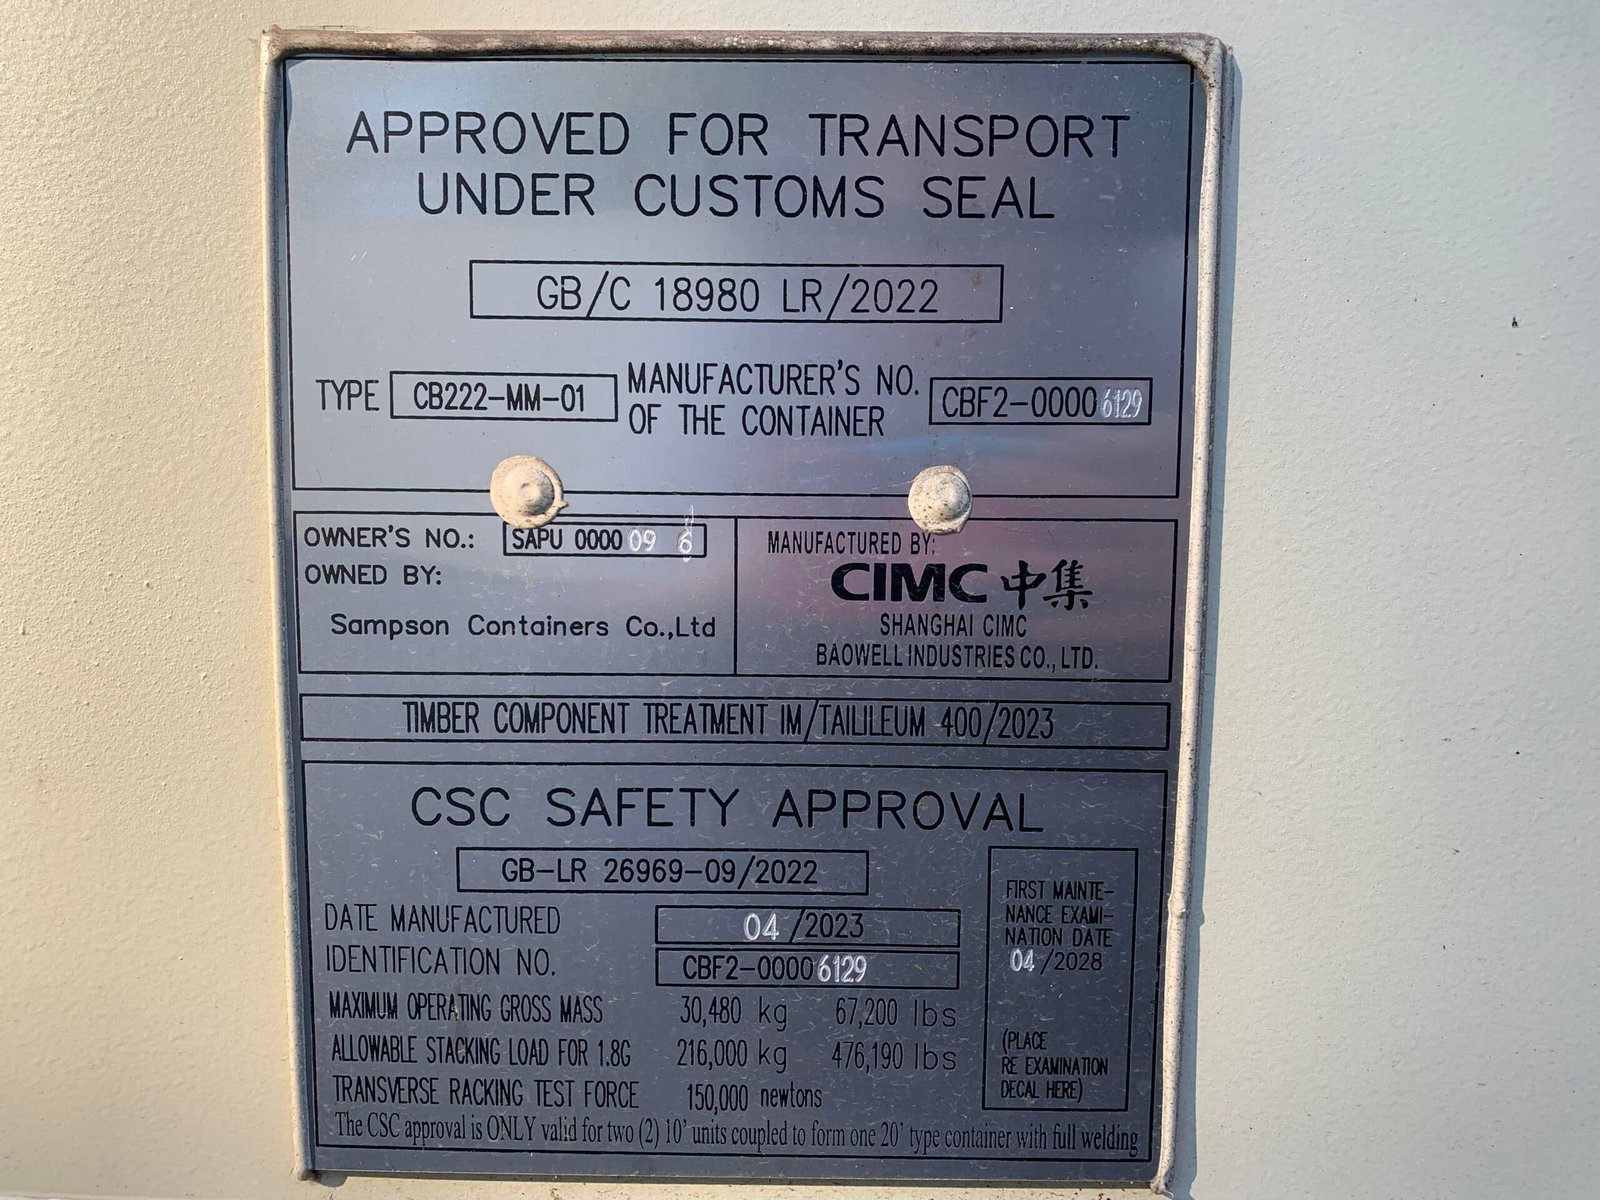 APPROVED FOR TRANSPORT
UNDER CUSTOMS SEAL
GB/C 18980 LR/2022
TYPE CB222-MM-01
MANUFACTURER'S NO.
OF THE CONTAINER
CBF2-00006129
OWNER'S NO.: SAPU 0000 09 6
OWNED BY:
Sampson Containers Co.,Ltd
MANUFACTURED BY:
CIMC 中集
SHANGHAI CIMC
BAOWELL INDUSTRIES CO., LTD.
TIMBER COMPONENT TREATMENT IM/TAILILEUM 400/2023
CSC SAFETY APPROVAL
GB-LR 26969-09/2022
DATE MANUFACTURED 04/2023
IDENTIFICATION NO. CBF2-00006129
MAXIMUM OPERATING GROSS MASS 30,480 kg 67,200 lbs
ALLOWABLE STACKING LOAD FOR 1.8G 216,000 kg 476,190 lbs
TRANSVERSE RACKING TEST FORCE 150,000 newtons
FIRST MAINTE-
NANCE EXAMI-
NATION DATE
04/2028
(PLACE
RE EXAMINATION
DECAL HERE)
The CSC approval is ONLY valid for two (2) 10' units coupled to form one 20' type container with full welding